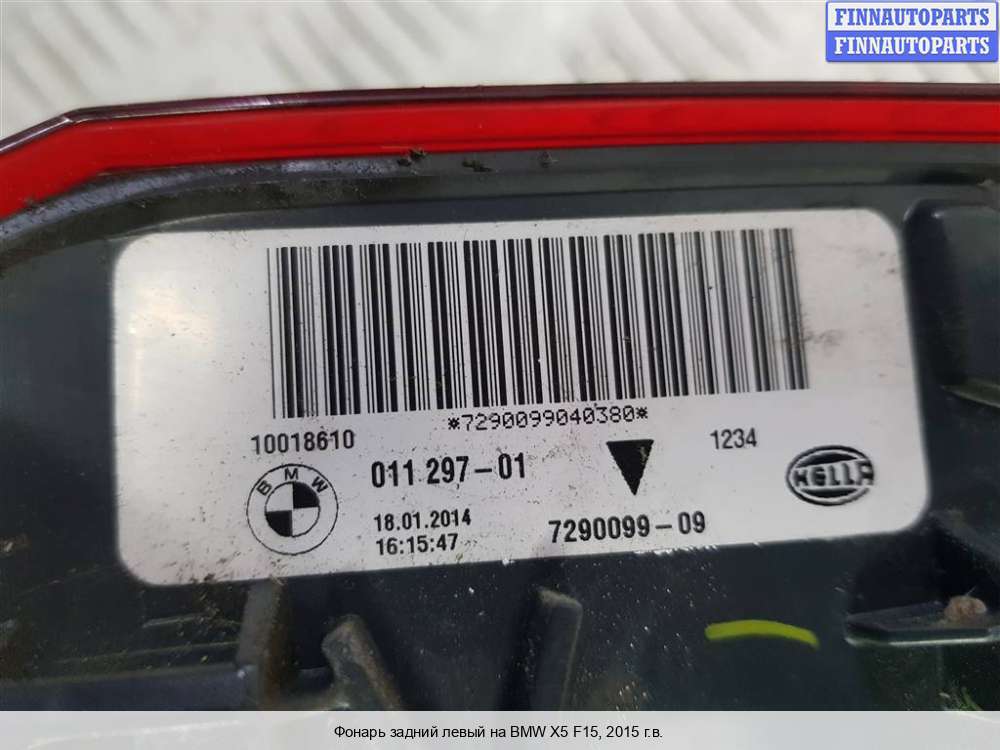 FINNAUTOPARTS
FINNAUTOPARTS
*7290099040380*
10018610
1234
BMW
011.297-01
HELLA
18.01.2014
7290099-09
16:15:47
Фонарь задний левый на BMW X5 F15, 2015 г.в.